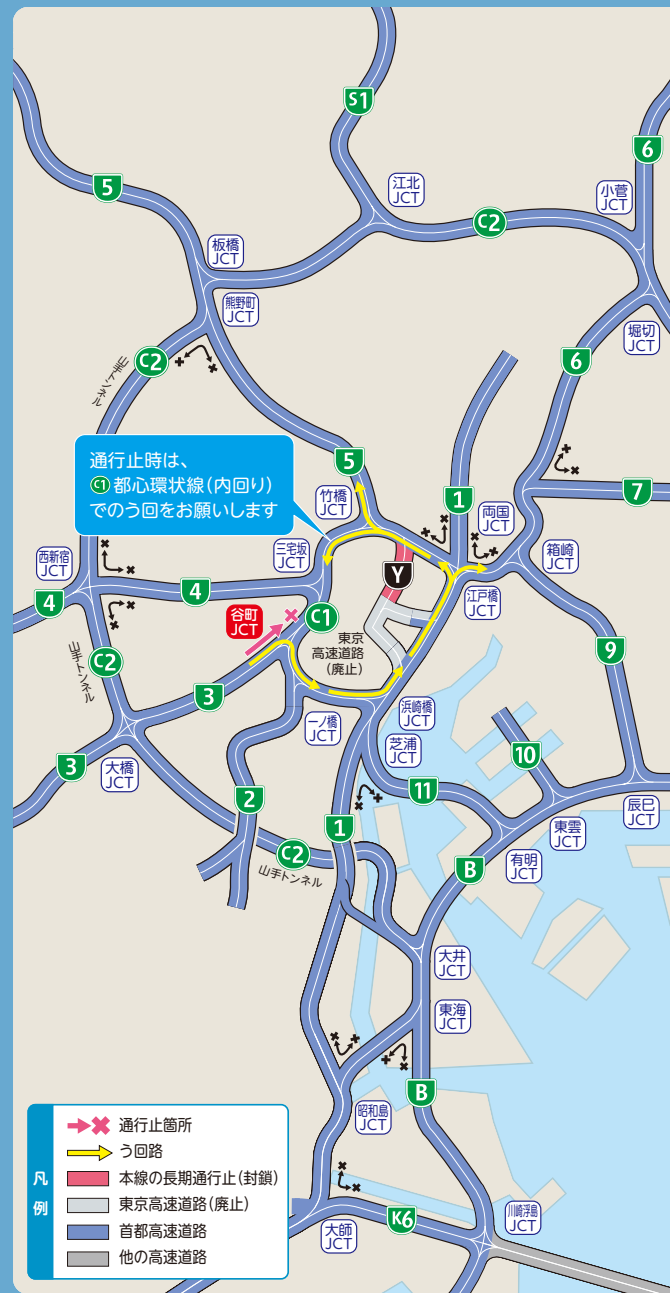 S1
6
5
江北
JCT
小菅
JCT
C2
板橋
JCT
熊野町
JCT
堀切
JCT
C2
山手トンネル
6
通行止時は、
C1都心環状線(内回り)
でのう回をお願いします
5
竹橋
JCT
1
両国
JCT
7
三宅坂
JCT
箱崎
JCT
西新宿
JCT
4
4
Y
江戸橋
JCT
谷町
JCT
C1
東京
高速道路
(廃止)
C2
山手トンネル
9
3
一ノ橋
JCT
浜崎橋
JCT
芝浦
JCT
3
大橋
JCT
10
2
1
11
辰巳
JCT
東雲
JCT
C2
山手トンネル
有明
JCT
B
大井
JCT
東海
JCT
B
昭和島
JCT
大師
JCT
K6
川崎浮島
JCT
凡例
通行止箇所
う回路
本線の長期通行止(封鎖)
東京高速道路(廃止)
首都高速道路
他の高速道路